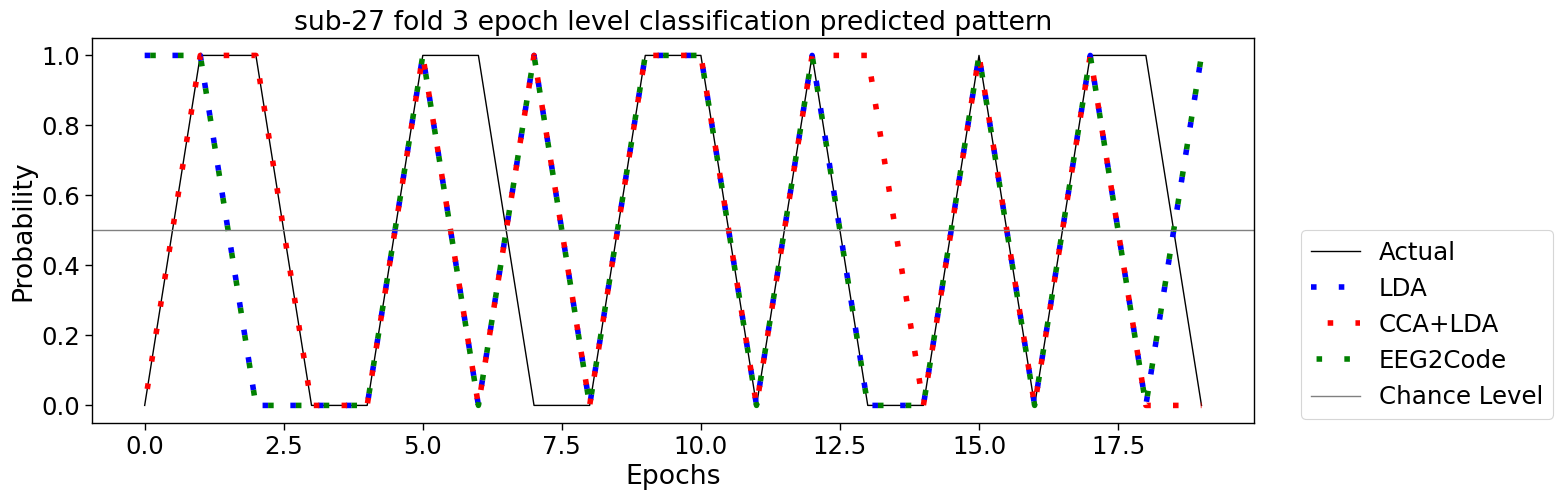 sub-27 fold 3 epoch level classification predicted pattern
Probability
1.0
0.8
0.6
0.4
0.2
0.0
0.0 2.5 5.0 7.5 10.0 12.5 15.0 17.5
Epochs
Actual
LDA
CCA+LDA
EEG2Code
Chance Level